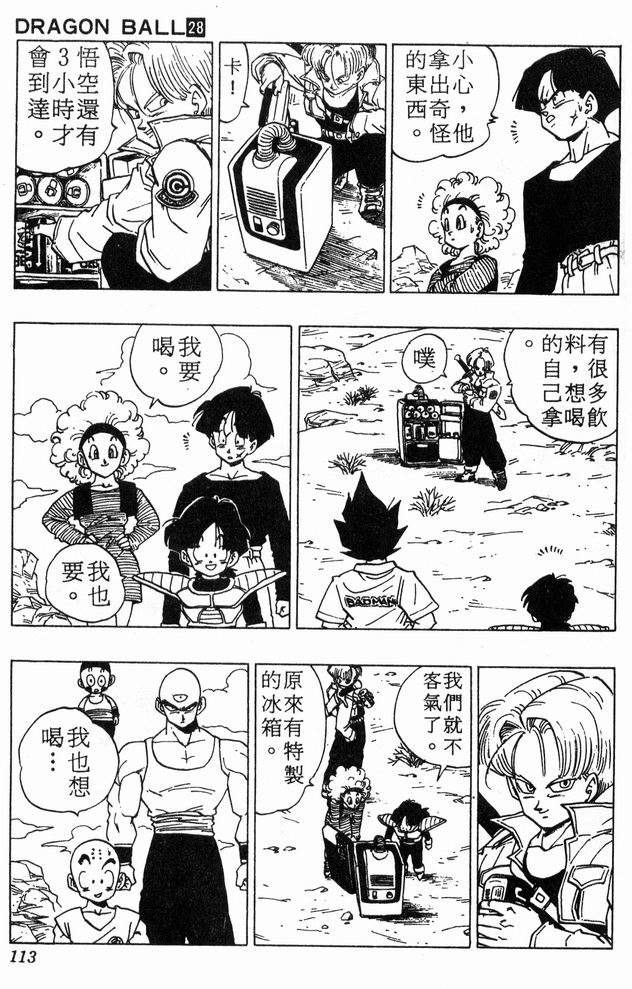 DRAGON BALL 28
小心，他
拿出奇怪
的東西。
卡！
悟空還有
3小時才
會到達。
C
有很多飲
料，想喝
的自己拿
。
噗
BADMAN
我要
喝。
我也
要。
我們就不
客氣了。
原來有特製
的冰箱。
我也想
喝…
113